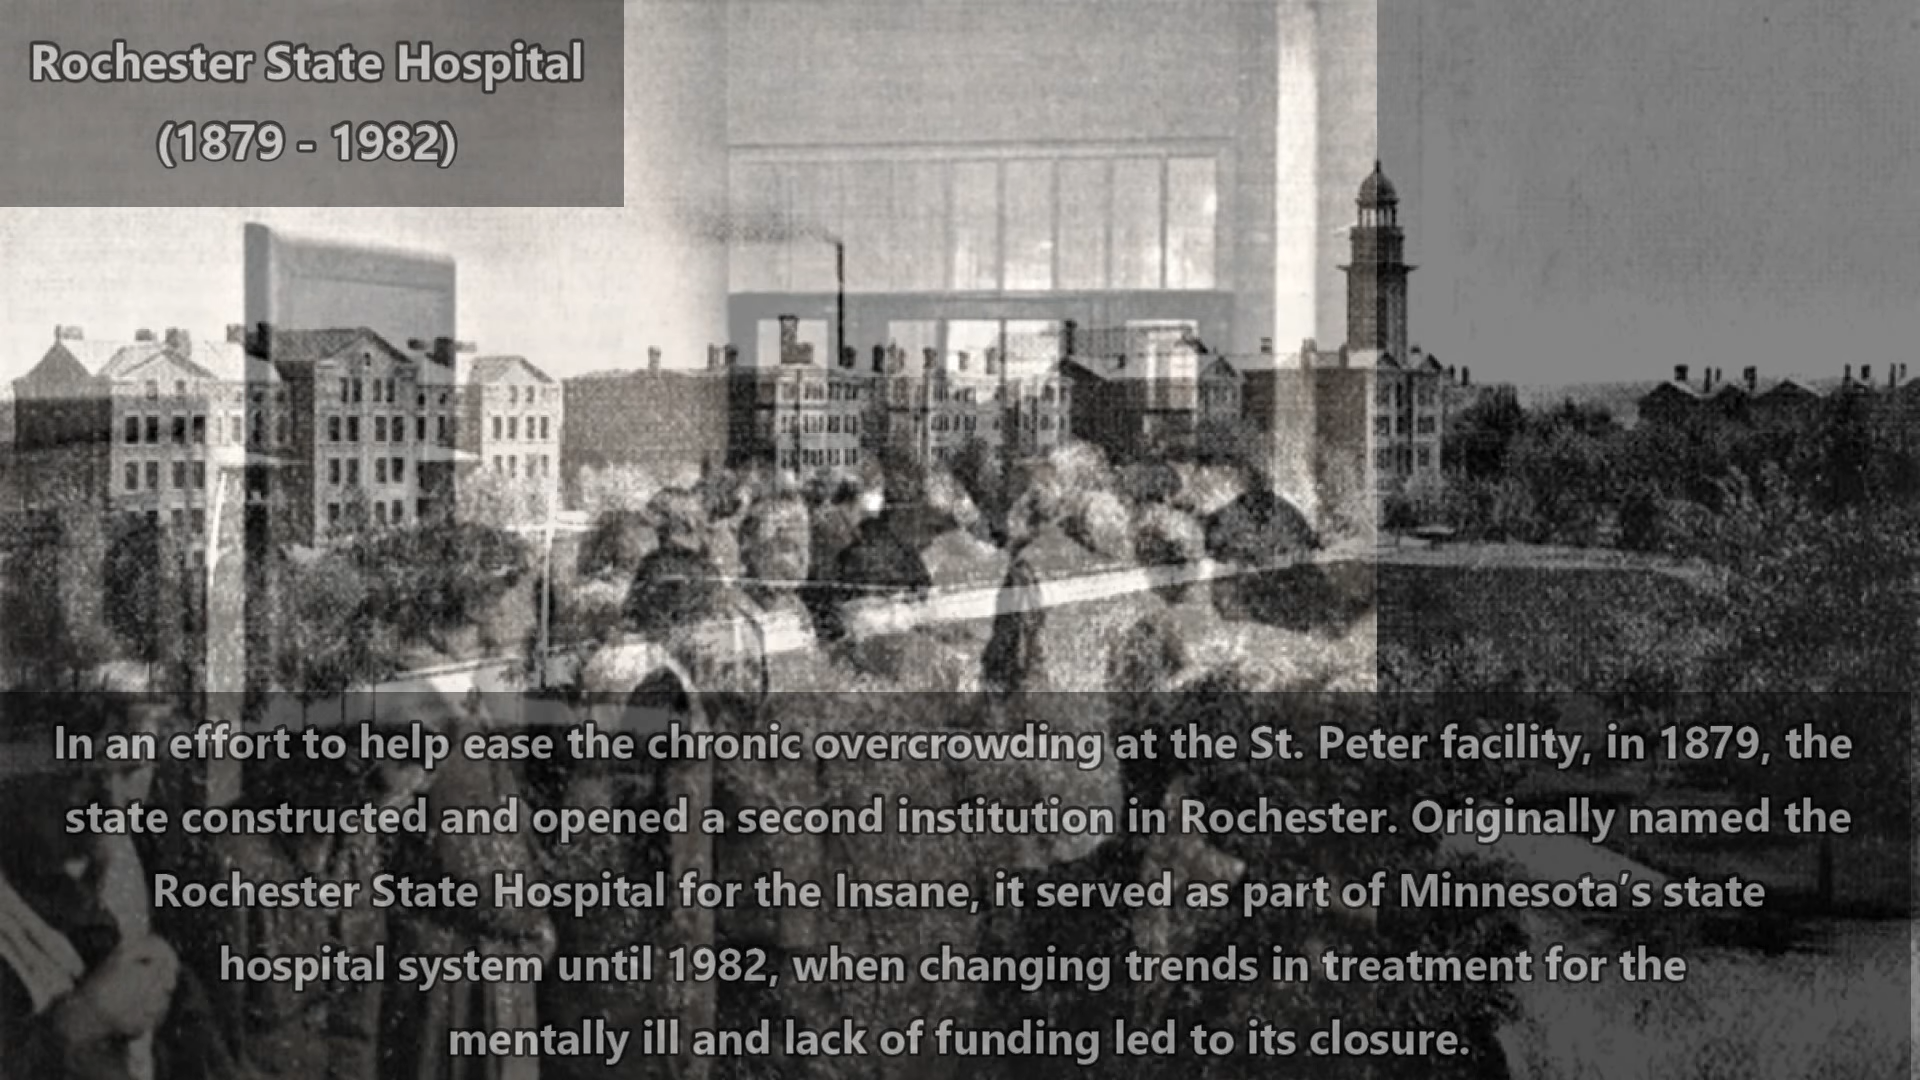 Rochester State Hospital
(1879 - 1982)
In an effort to help ease the chronic overcrowding at the St. Peter facility, in 1879, the
state constructed and opened a second institution in Rochester. Originally named the
Rochester State Hospital for the Insane, it served as part of Minnesota’s state
hospital system until 1982, when changing trends in treatment for the
mentally ill and lack of funding led to its closure.